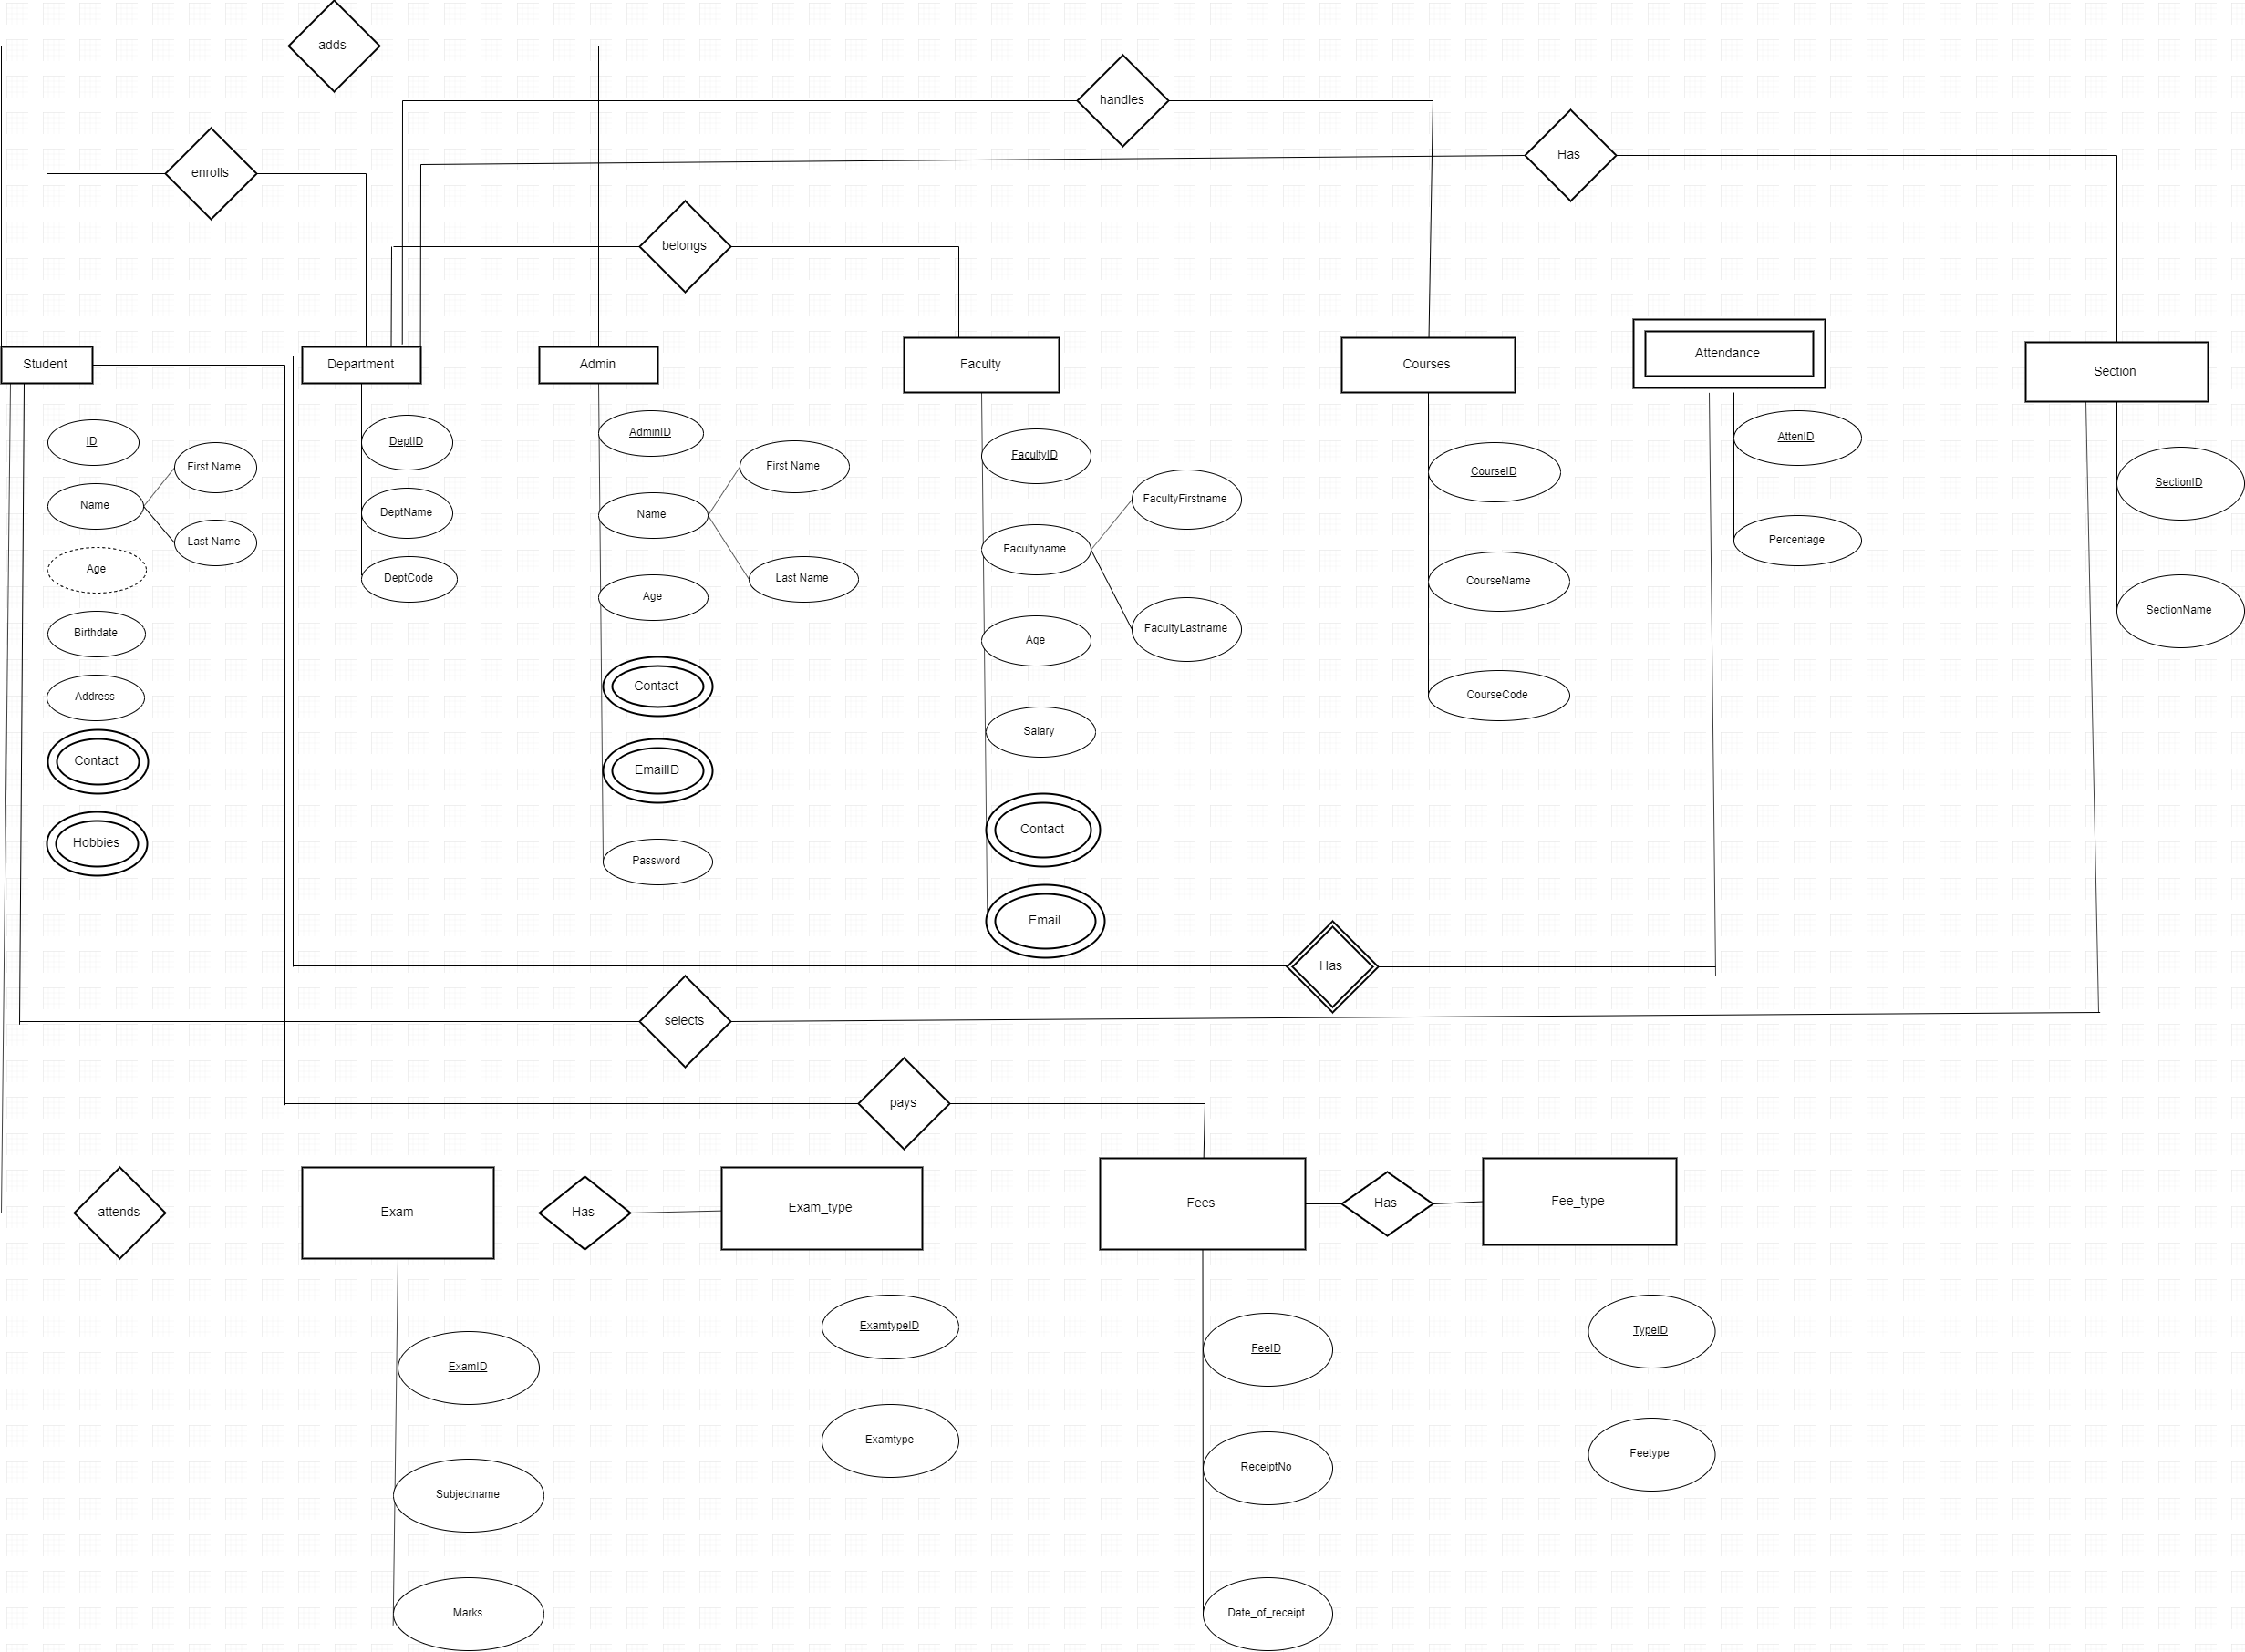 adds
handles
Has
enrolls
belongs
Student
Department
Admin
Faculty
Courses
Attendance
Section
ID
First Name
Name
Last Name
Age
Birthdate
Address
Contact
Hobbies
DeptID
DeptName
DeptCode
AdminID
First Name
Name
Last Name
Age
Contact
EmailID
Password
FacultyID
FacultyFirstname
Facultyname
FacultyLastname
Age
Salary
Contact
Email
CourseID
CourseName
CourseCode
AttenID
Percentage
SectionID
SectionName
Has
selects
pays
attends
Exam
Has
Exam_type
Fees
Has
Fee_type
ExamID
Subjectname
Marks
ExamtypeID
Examtype
FeeID
ReceiptNo
Date_of_receipt
TypeID
Feetype